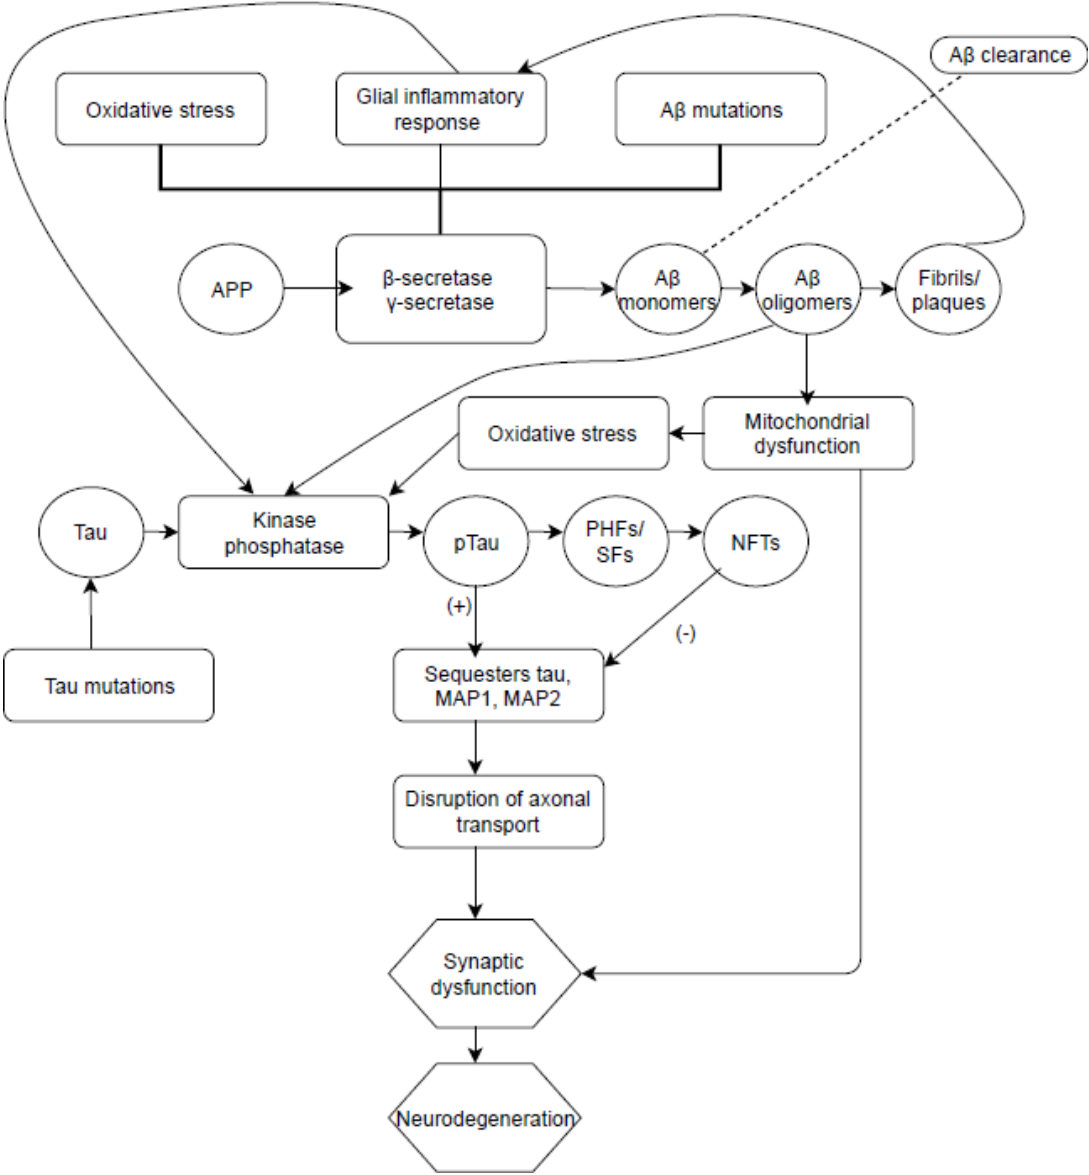 Aβ clearance
Oxidative stress
Glial inflammatory
response
Aβ mutations
APP
β-secretase
γ-secretase
Aβ
monomers
Aβ
oligomers
Fibrils/
plaques
Oxidative stress
Mitochondrial
dysfunction
Tau
Kinase
phosphatase
pTau
PHFs/
SFs
NFTs
(+)
(-)
Tau mutations
Sequesters tau,
MAP1, MAP2
Disruption of axonal
transport
Synaptic
dysfunction
Neurodegeneration